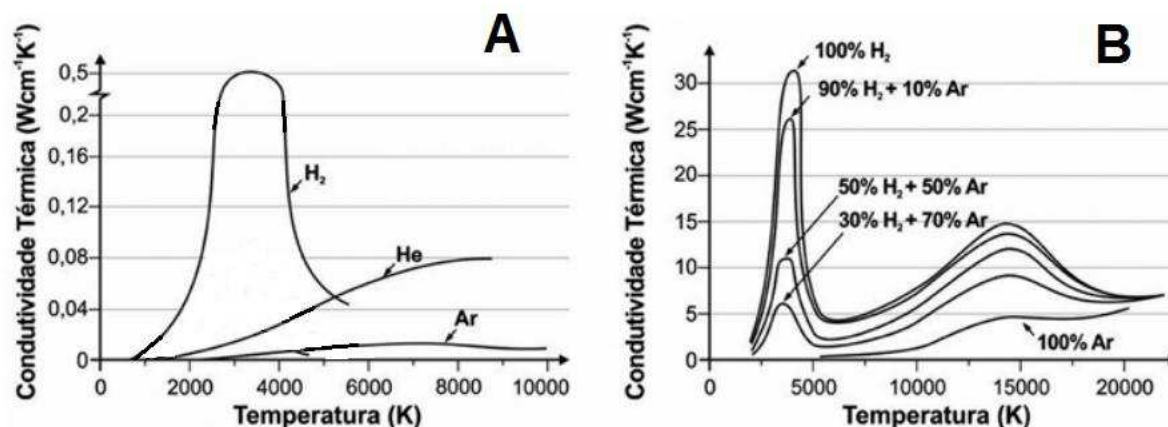 A
Condutividade Térmica (Wcm⁻¹K⁻¹)
0,5
0,2
0,16
0,12
0,08
0,04
0
H₂
He
Ar
0 2000 4000 6000 8000 10000
Temperatura (K)
B
Condutividade Térmica (Wcm⁻¹K⁻¹)
30
25
20
15
10
5
0
100% H₂
90% H₂ + 10% Ar
50% H₂ + 50% Ar
30% H₂ + 70% Ar
100% Ar
0 5000 10000 15000 20000
Temperatura (K)